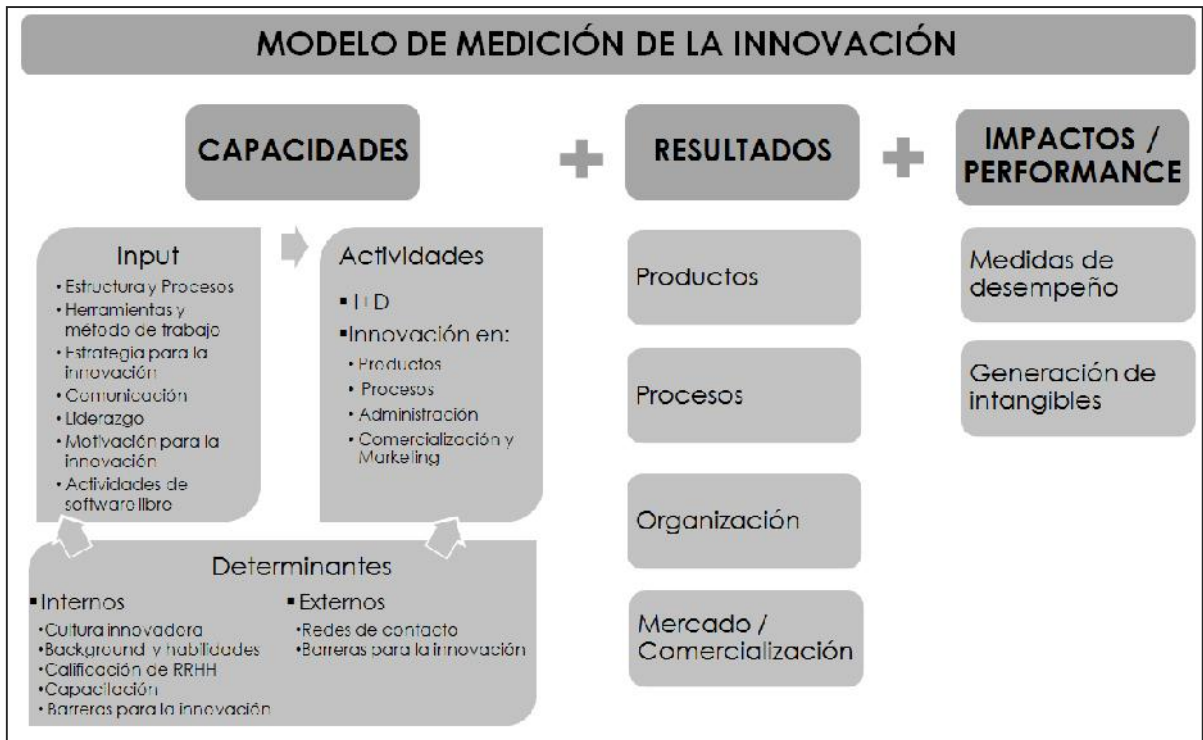 MODELO DE MEDICIÓN DE LA INNOVACIÓN
CAPACIDADES
Input
• Estructura y Procesos
• Herramientas y
método de trabajo
• Estrategia para la
innovación
• Comunicación
• Liderazgo
• Motivación para la
innovación
• Actividades de
software libre
Actividades
▪ I+D
▪ Innovación en:
• Productos
• Procesos
• Administración
• Comercialización y
Marketing
Determinantes
▪ Internos
• Cultura innovadora
• Background y habilidades
• Calificación de RRHH
• Capacitación
• Barreras para la innovación
▪ Externos
• Redes de contacto
• Barreras para la innovación
+
RESULTADOS
Productos
Procesos
Organización
Mercado /
Comercialización
+
IMPACTOS /
PERFORMANCE
Medidas de
desempeño
Generación de
intangibles